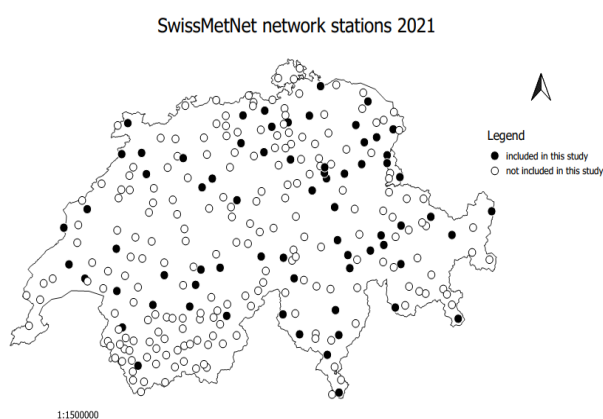 SwissMetNet network stations 2021
Legend
included in this study
not included in this study
1:1500000